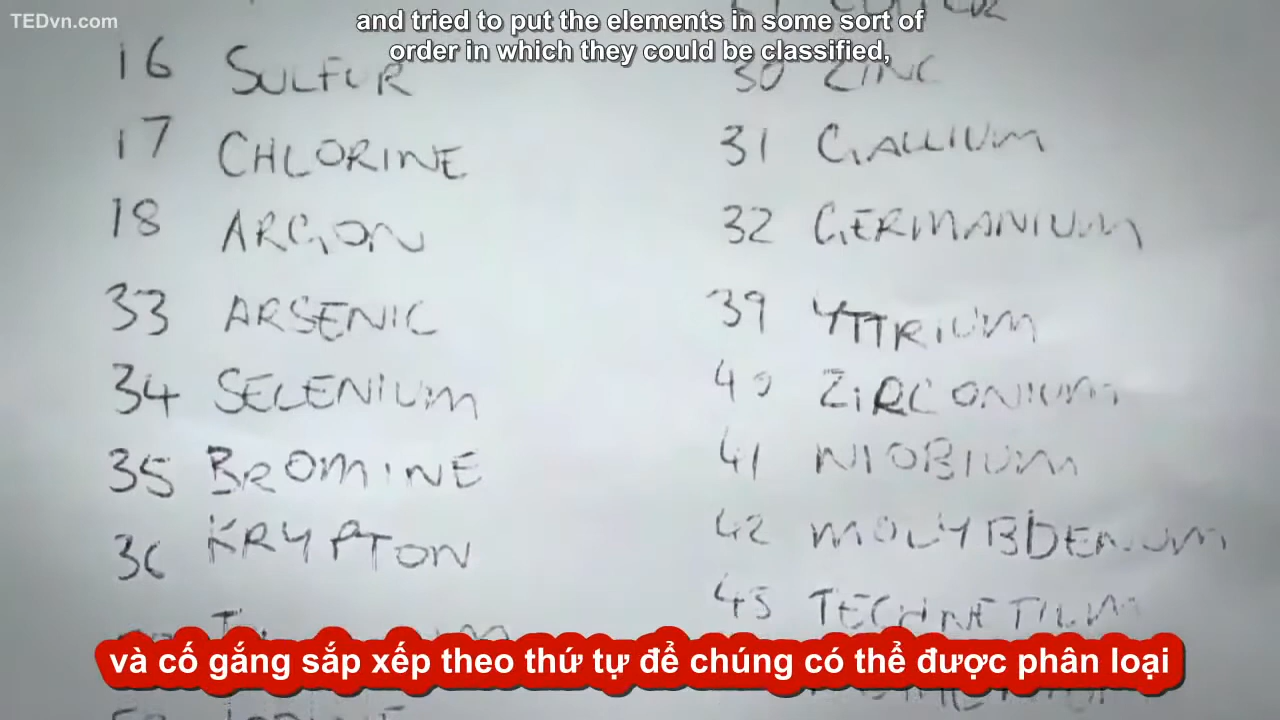 TEDvn.com
and tried to put the elements in some sort of
order in which they could be classified,
16 SULFUR
17 CHLORINE
18 ARGON
33 ARSENIC
34 SELENIUM
35 BROMINE
36 KRYPTON
30 ZINC
31 GALLIUM
32 GERMANIUM
39 YTTRIUM
40 ZIRCONIUM
41 NIOBIUM
42 MOLYBDENUM
43 TECHNETIUM
và cố gắng sắp xếp theo thứ tự để chúng có thể được phân loại